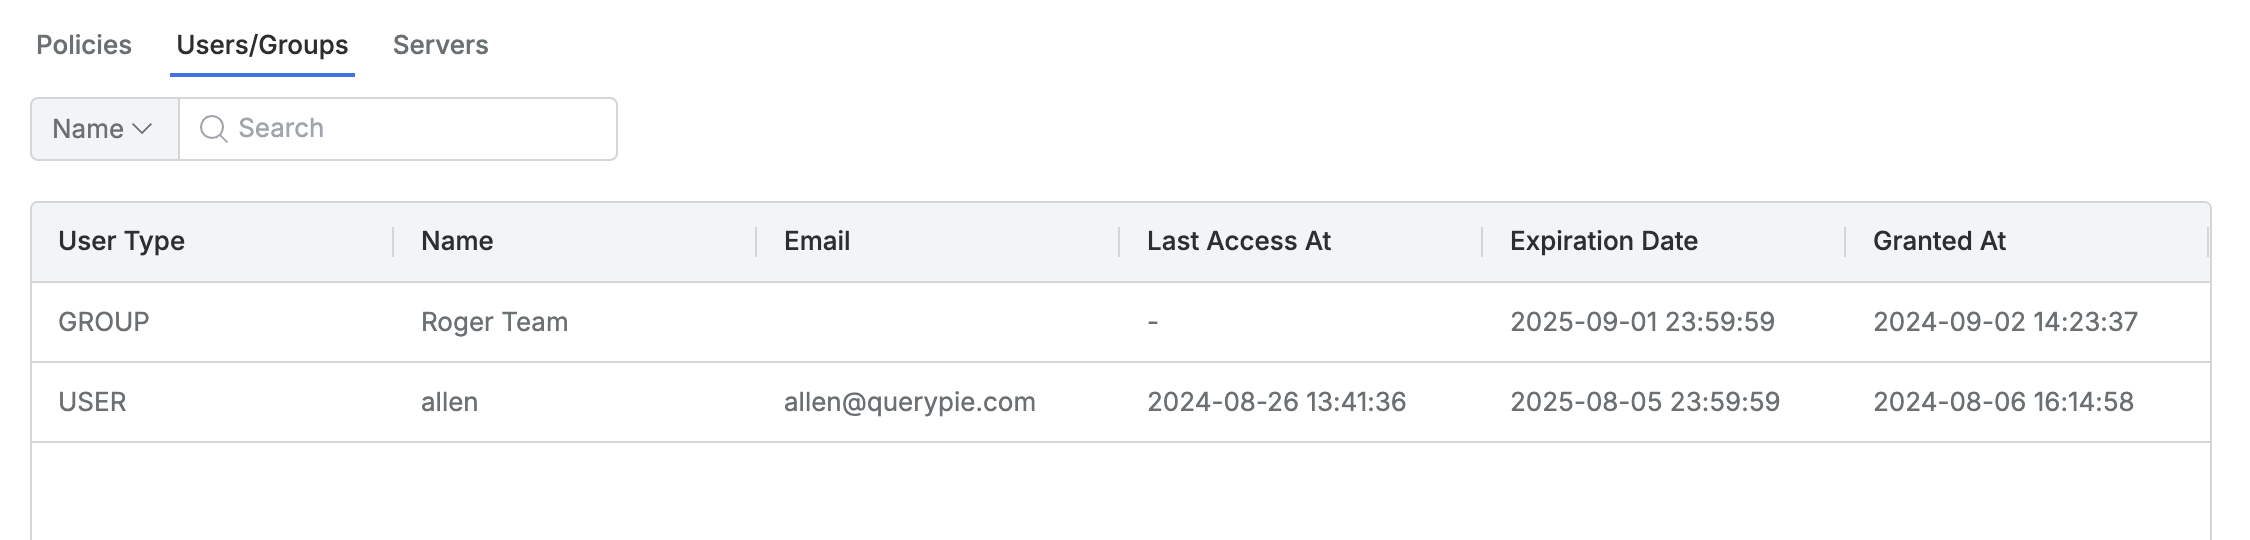 Policies Users/Groups Servers
Name Search
User Type Name Email Last Access At Expiration Date Granted At
GROUP Roger Team - 2025-09-01 23:59:59 2024-09-02 14:23:37
USER allen allen@querypie.com 2024-08-26 13:41:36 2025-08-05 23:59:59 2024-08-06 16:14:58